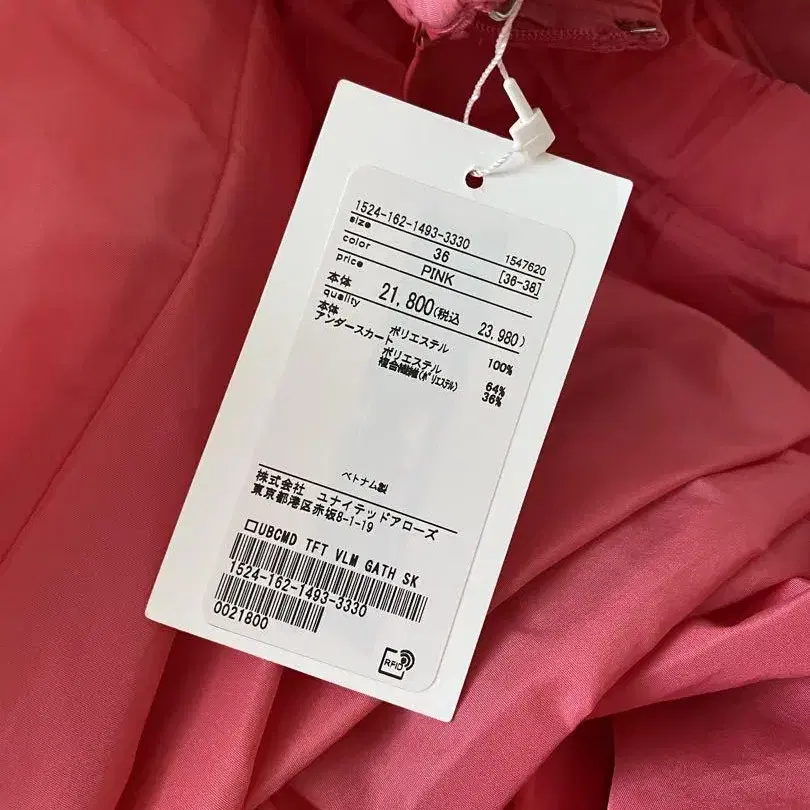 1524-162-1493-3330
size 36 1547620
color PINK [36-38]
price
本体 21,800(税込 23,980)
quality
本体 ポリエステル 100%
アンダースカート ポリエステル 64%
複合繊維(ポリエステル) 36%
ベトナム製
株式会社 ユナイテッドアローズ
東京都港区赤坂8-1-19
□UBCMD TFT VLM GATH SK
1524-162-1493-3330
0021800
RFID